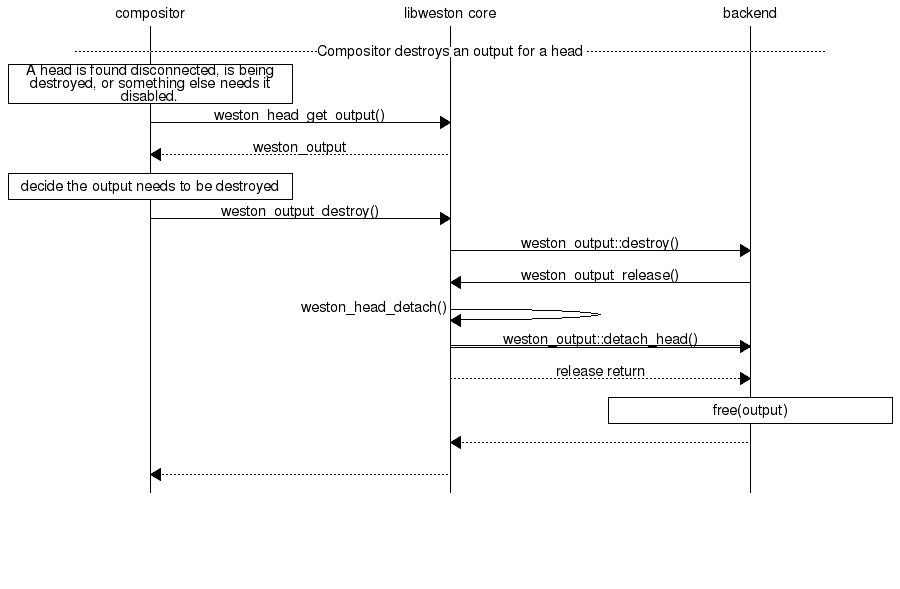 compositor libweston core backend
Compositor destroys an output for a head
A head is found disconnected, is being
destroyed, or something else needs it
disabled.
weston_head_get_output()
weston_output
decide the output needs to be destroyed
weston_output_destroy()
weston_output::destroy()
weston_output_release()
weston_head_detach()
weston_output::detach_head()
release return
free(output)